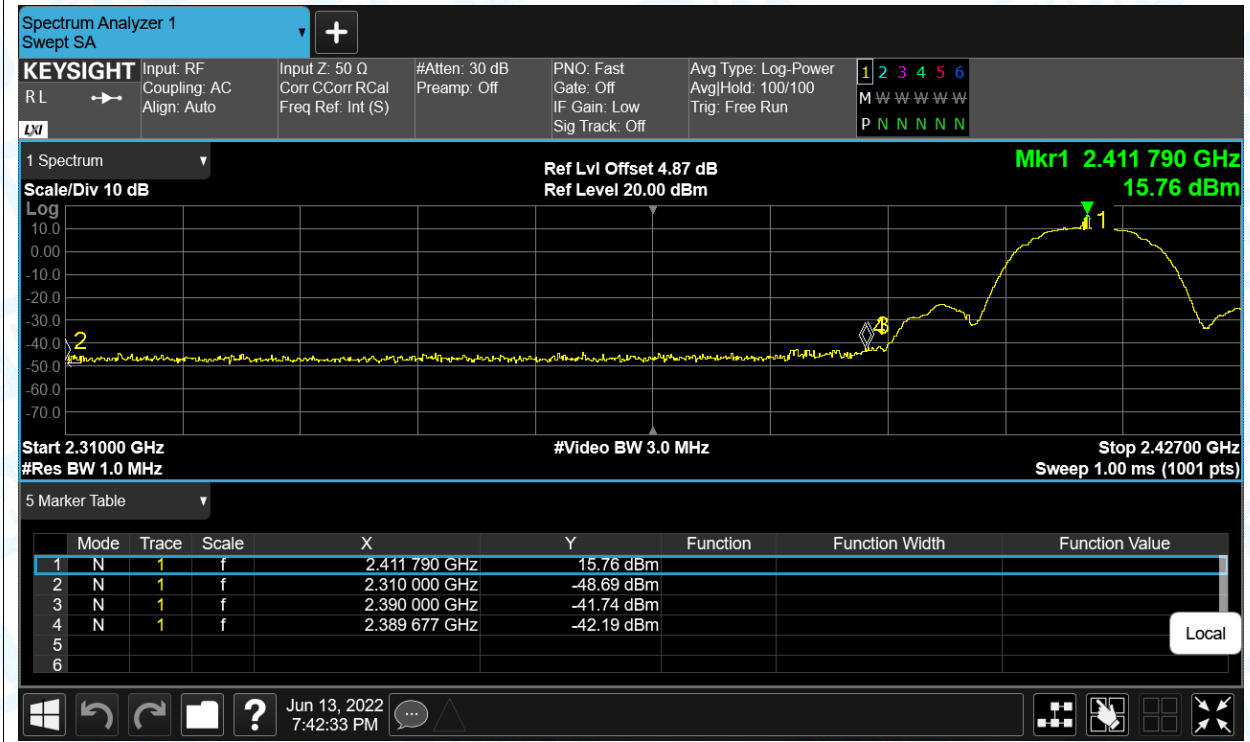 Spectrum Analyzer 1
Swept SA
KEYSIGHT
R L
LXI
Input: RF
Coupling: AC
Align: Auto
Input Z: 50 Ω
Corr CCorr RCal
Freq Ref: Int (S)
#Atten: 30 dB
Preamp: Off
PNO: Fast
Gate: Off
IF Gain: Low
Sig Track: Off
Avg Type: Log-Power
Avg|Hold: 100/100
Trig: Free Run
1 2 3 4 5 6
M W W W W W
P N N N N N
1 Spectrum
Scale/Div 10 dB
Ref Lvl Offset 4.87 dB
Ref Level 20.00 dBm
Mkr1 2.411 790 GHz
15.76 dBm
Log
10.0
0.00
-10.0
-20.0
-30.0
-40.0
-50.0
-60.0
-70.0
1
2
43
Start 2.31000 GHz
#Video BW 3.0 MHz
Stop 2.42700 GHz
#Res BW 1.0 MHz
Sweep 1.00 ms (1001 pts)
5 Marker Table
Mode Trace Scale X Y Function Function Width Function Value
1 N 1 f 2.411 790 GHz 15.76 dBm
2 N 1 f 2.310 000 GHz -48.69 dBm
3 N 1 f 2.390 000 GHz -41.74 dBm
4 N 1 f 2.389 677 GHz -42.19 dBm
5
6
Local
?
Jun 13, 2022
7:42:33 PM